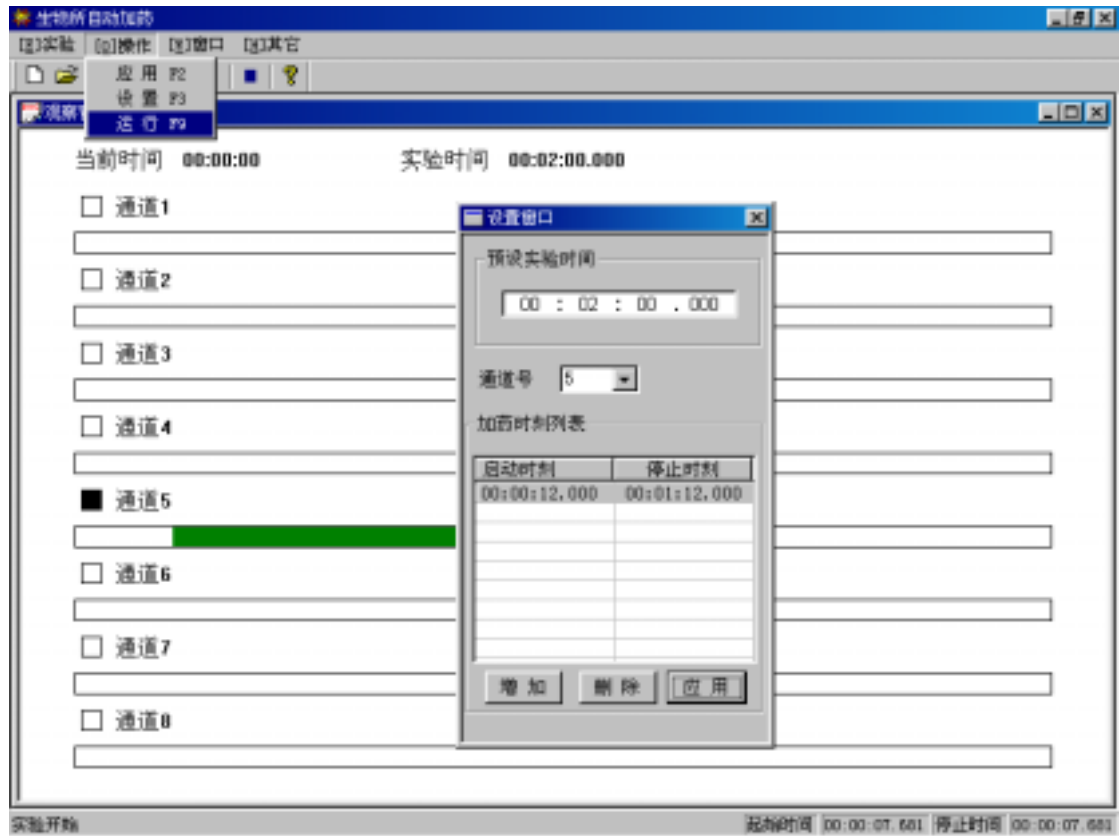 生物所自动加药
[E]实验 [O]操作 [W]窗口 [H]其它
应 用 F2
设 置 F3
运 行 F9
观察
当前时间 00:00:00 实验时间 00:02:00.000
通道1
通道2
通道3
通道4
通道5
通道6
通道7
通道8
设置窗口
预设实验时间
00 : 02 : 00 . 000
通道号 5
加药时刻列表
启动时刻 停止时刻
00:00:12.000 00:01:12.000
增 加 删 除 应 用
实验开始 起始时间 00:00:07.681 停止时间 00:00:07.681